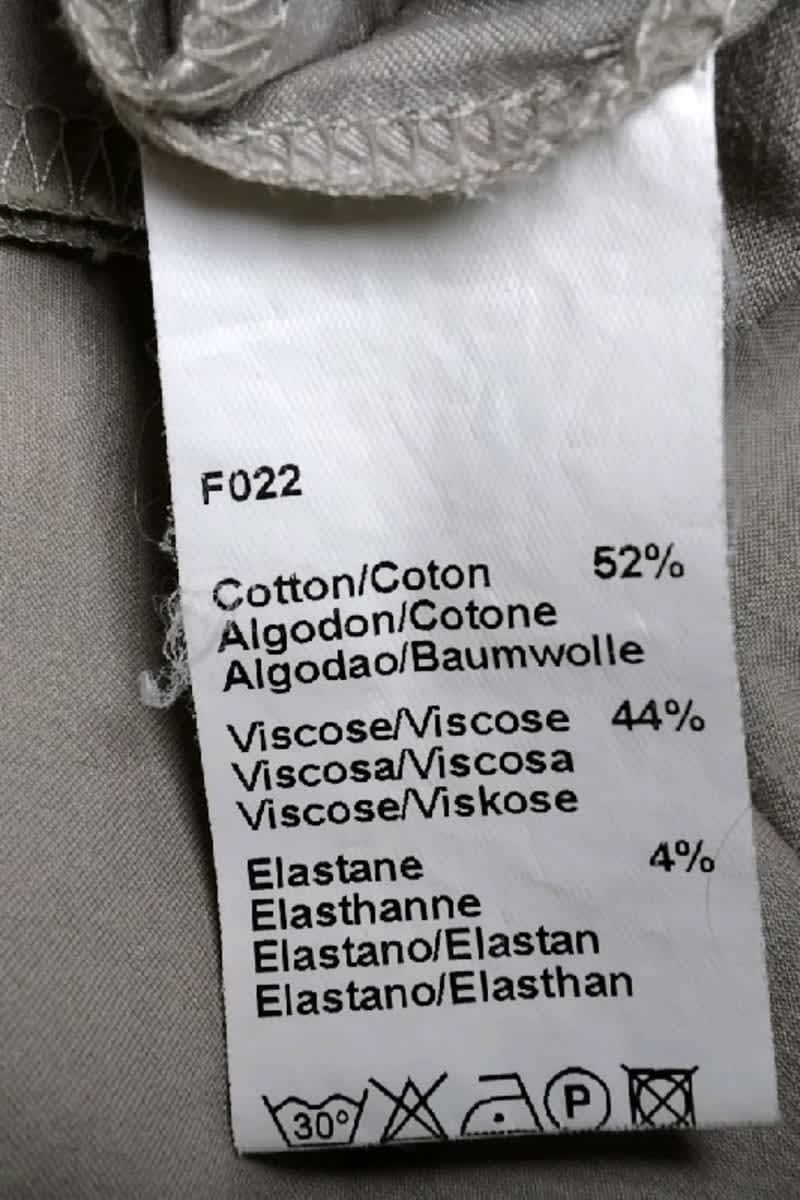 F022
Cotton/Coton 52%
Algodon/Cotone
Algodao/Baumwolle
Viscose/Viscose 44%
Viscosa/Viscosa
Viscose/Viskose
Elastane 4%
Elasthanne
Elastano/Elastan
Elastano/Elasthan
30° P